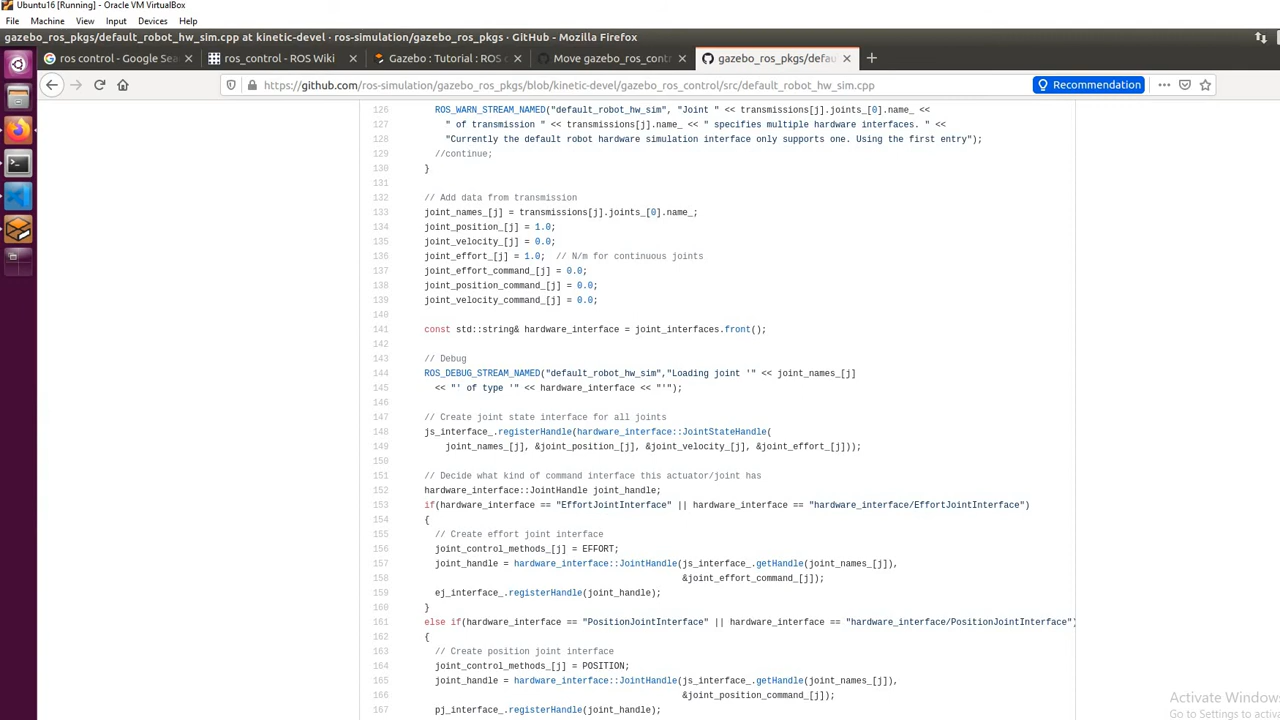 Ubuntu16 [Running] - Oracle VM VirtualBox
File Machine View Input Devices Help
gazebo_ros_pkgs/default_robot_hw_sim.cpp at kinetic-devel · ros-simulation/gazebo_ros_pkgs · GitHub - Mozilla Firefox
ros control - Google Sea
ros_control - ROS Wiki
Gazebo : Tutorial : ROS c
Move gazebo_ros_contr
gazebo_ros_pkgs/defau
https://github.com/ros-simulation/gazebo_ros_pkgs/blob/kinetic-devel/gazebo_ros_control/src/default_robot_hw_sim.cpp
Recommendation
126 ROS_WARN_STREAM_NAMED("default_robot_hw_sim", "Joint " << transmissions[j].joints_[0].name_ <<
127 " of transmission " << transmissions[j].name_ << " specifies multiple hardware interfaces. " <<
128 "Currently the default robot hardware simulation interface only supports one. Using the first entry");
129 //continue;
130 }
131
132 // Add data from transmission
133 joint_names_[j] = transmissions[j].joints_[0].name_;
134 joint_position_[j] = 1.0;
135 joint_velocity_[j] = 0.0;
136 joint_effort_[j] = 1.0; // N/m for continuous joints
137 joint_effort_command_[j] = 0.0;
138 joint_position_command_[j] = 0.0;
139 joint_velocity_command_[j] = 0.0;
140
141 const std::string& hardware_interface = joint_interfaces.front();
142
143 // Debug
144 ROS_DEBUG_STREAM_NAMED("default_robot_hw_sim","Loading joint '" << joint_names_[j]
145 << "' of type '" << hardware_interface << "'");
146
147 // Create joint state interface for all joints
148 js_interface_.registerHandle(hardware_interface::JointStateHandle(
149 joint_names_[j], &joint_position_[j], &joint_velocity_[j], &joint_effort_[j]));
150
151 // Decide what kind of command interface this actuator/joint has
152 hardware_interface::JointHandle joint_handle;
153 if(hardware_interface == "EffortJointInterface" || hardware_interface == "hardware_interface/EffortJointInterface")
154 {
155 // Create effort joint interface
156 joint_control_methods_[j] = EFFORT;
157 joint_handle = hardware_interface::JointHandle(js_interface_.getHandle(joint_names_[j]),
158 &joint_effort_command_[j]);
159 ej_interface_.registerHandle(joint_handle);
160 }
161 else if(hardware_interface == "PositionJointInterface" || hardware_interface == "hardware_interface/PositionJointInterface")
162 {
163 // Create position joint interface
164 joint_control_methods_[j] = POSITION;
165 joint_handle = hardware_interface::JointHandle(js_interface_.getHandle(joint_names_[j]),
166 &joint_position_command_[j]);
167 pj_interface_.registerHandle(joint_handle);
Activate Windows
Go to Settings to activa